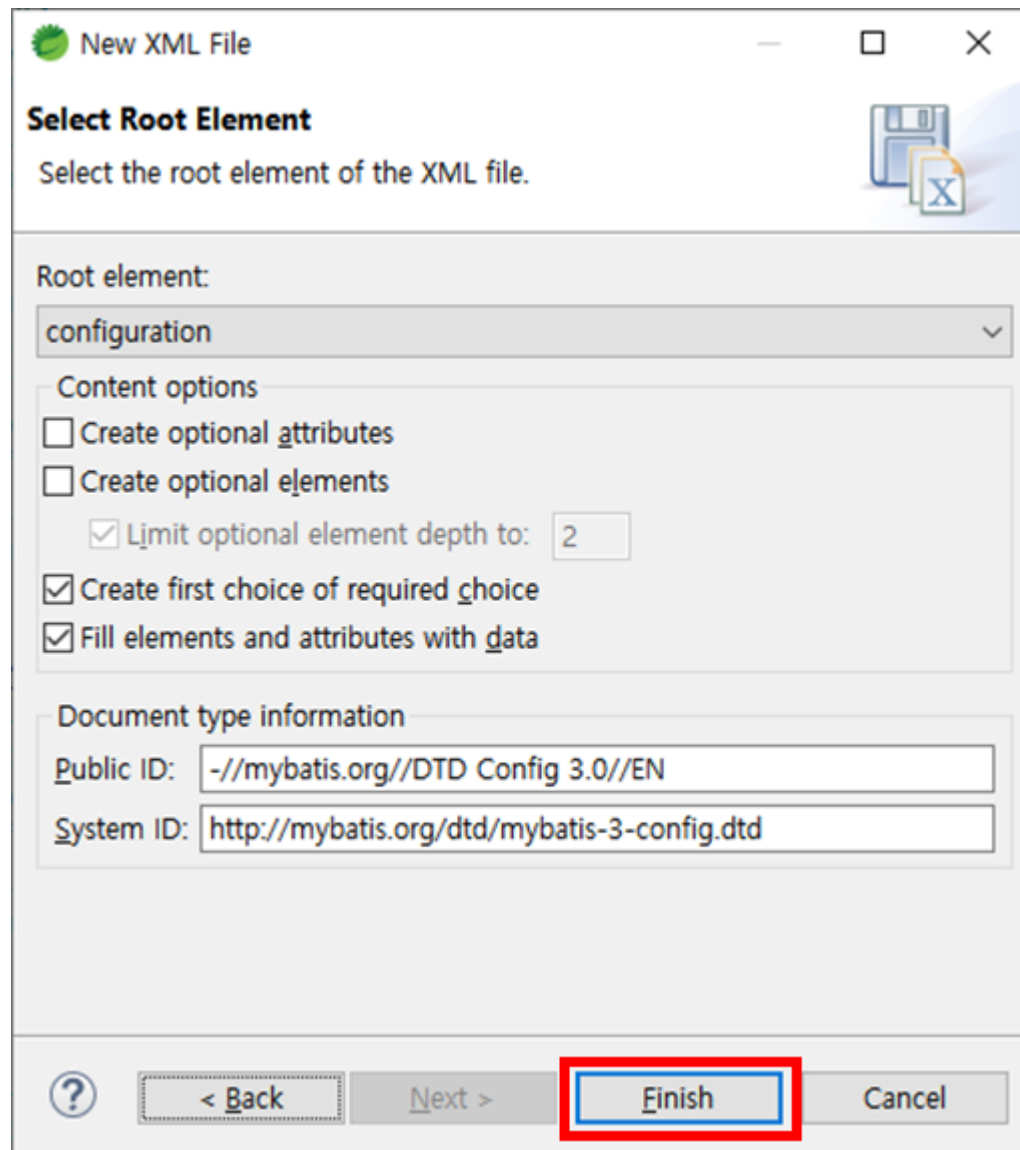 New XML File
Select Root Element
Select the root element of the XML file.
X
Root element:
configuration
Content options
Create optional attributes
Create optional elements
Limit optional element depth to: 2
Create first choice of required choice
Fill elements and attributes with data
Document type information
Public ID: -//mybatis.org//DTD Config 3.0//EN
System ID: http://mybatis.org/dtd/mybatis-3-config.dtd
? < Back Next > Finish Cancel